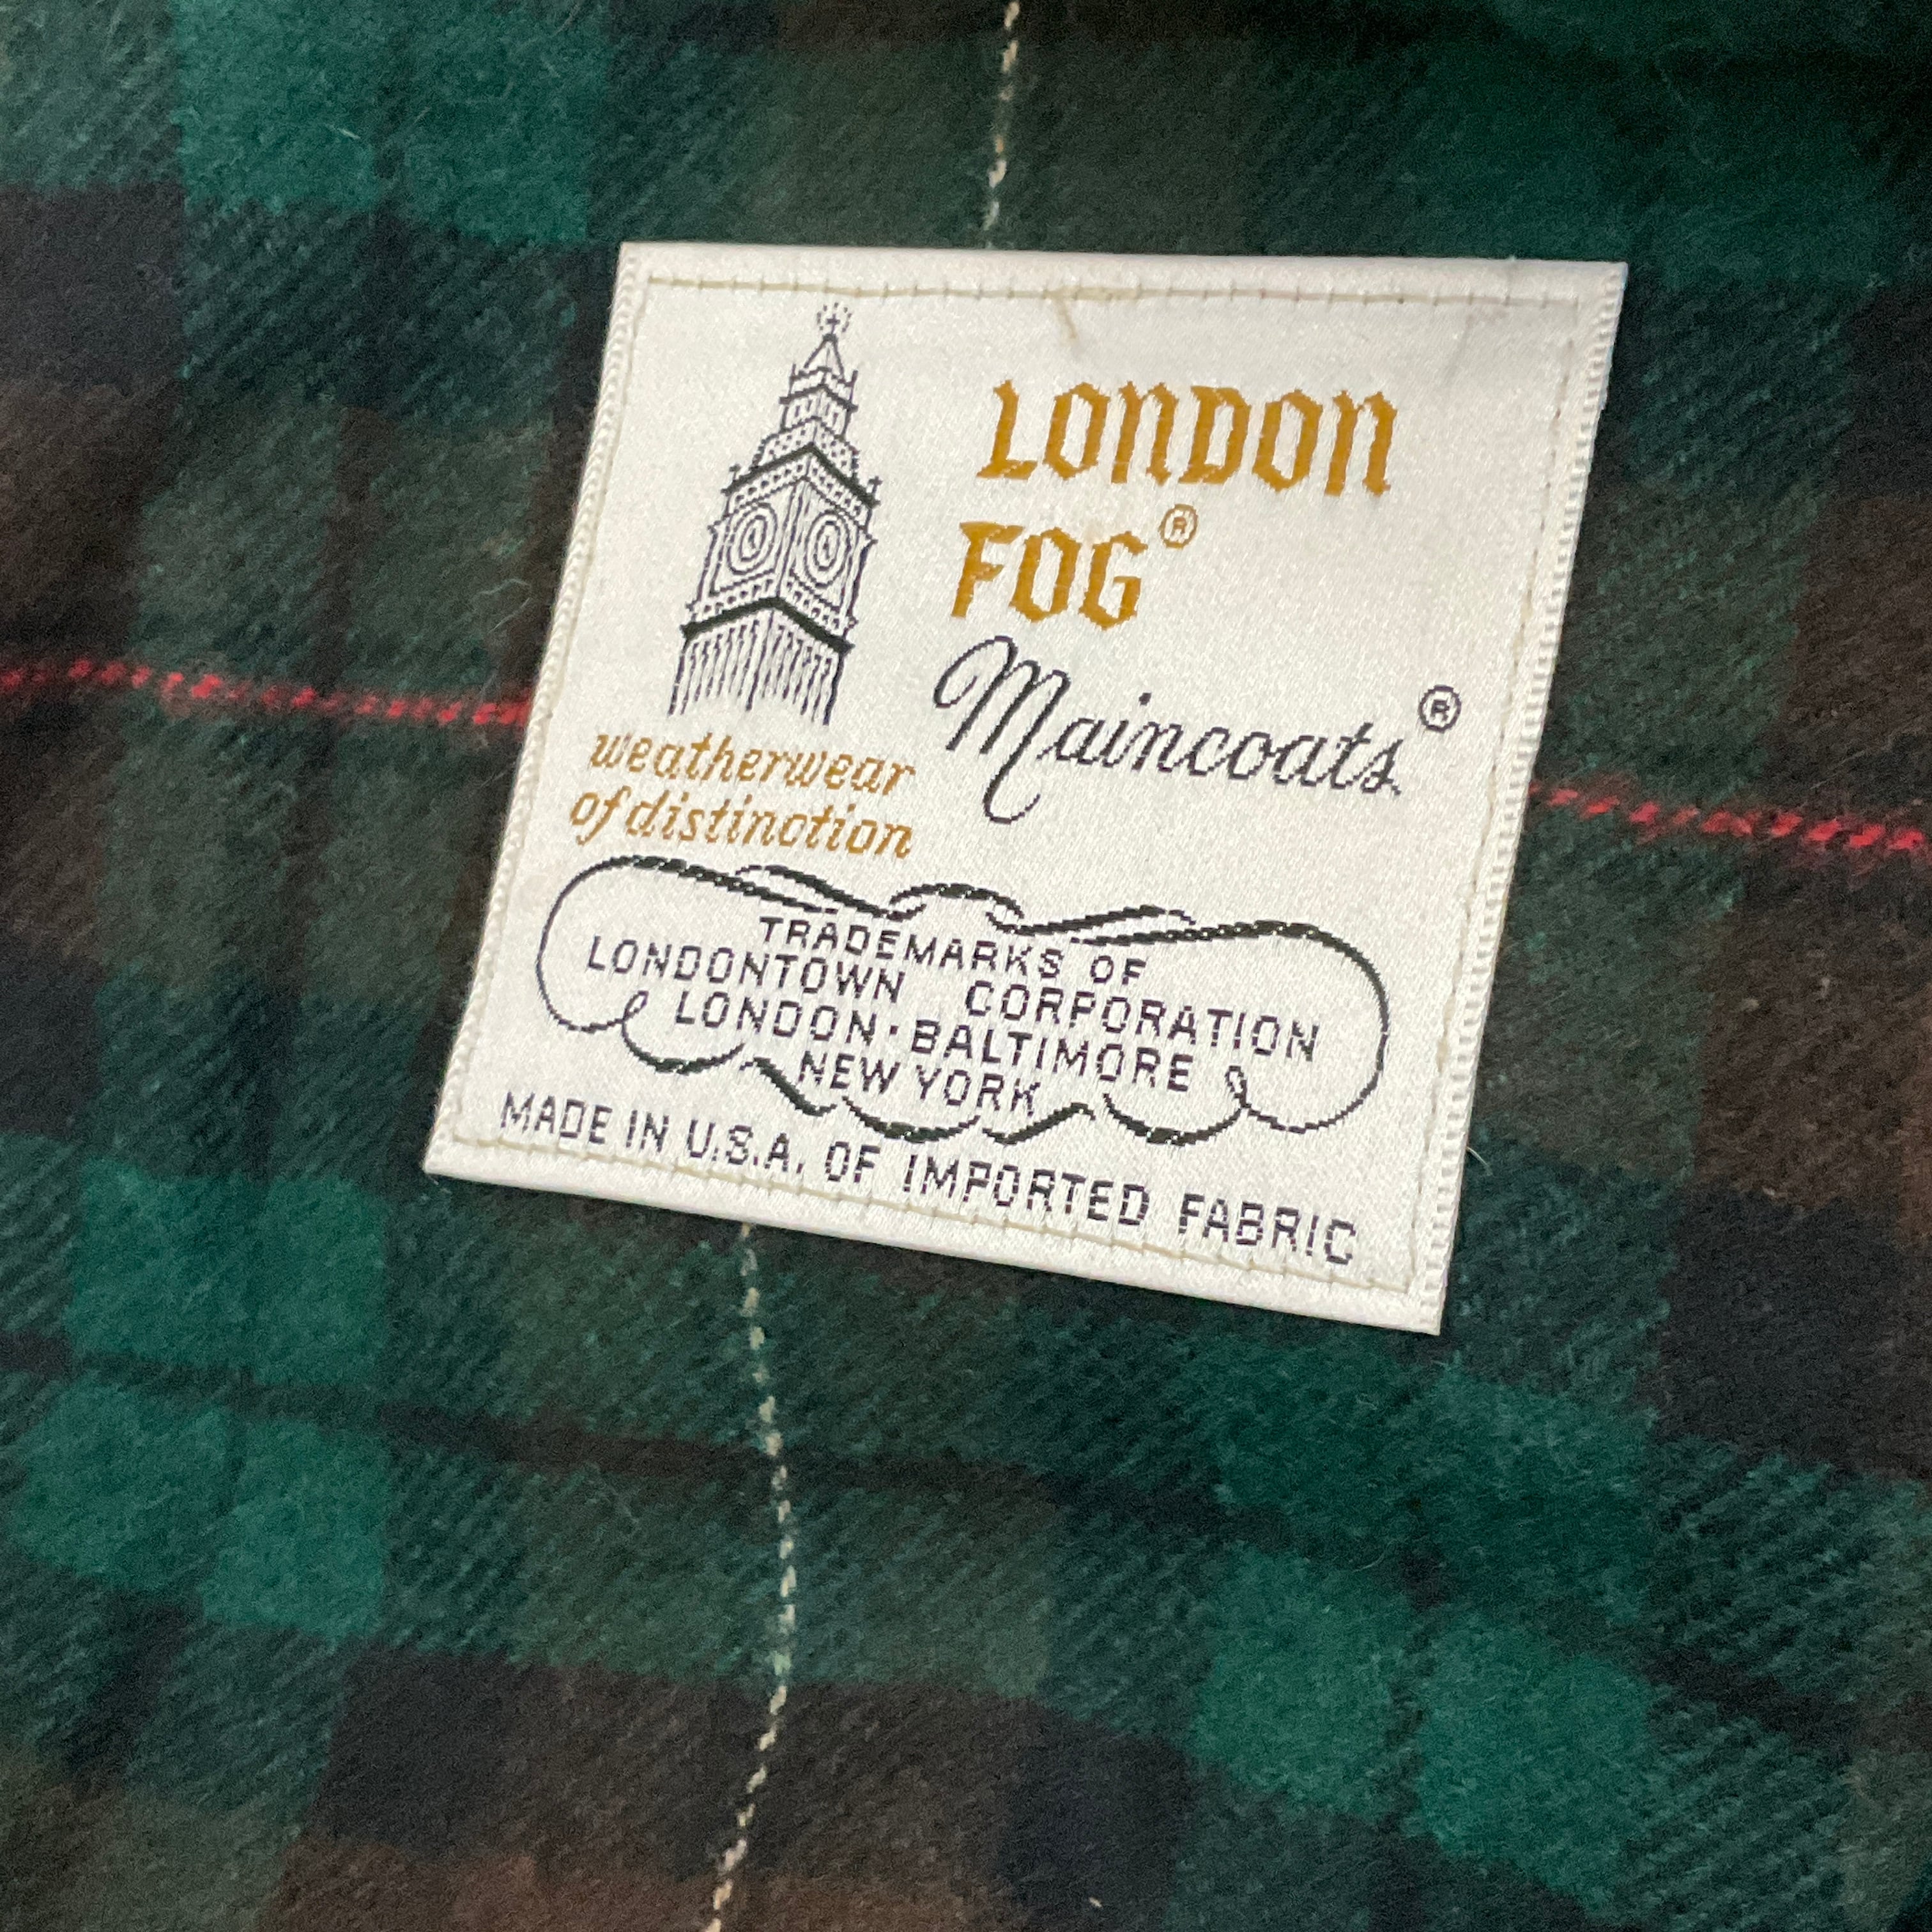 LONDON
FOG®
Maincoats®
weatherwear
of distinction
TRADEMARKS OF
LONDONTOWN CORPORATION
LONDON · BALTIMORE
NEW YORK
MADE IN U.S.A. OF IMPORTED FABRIC